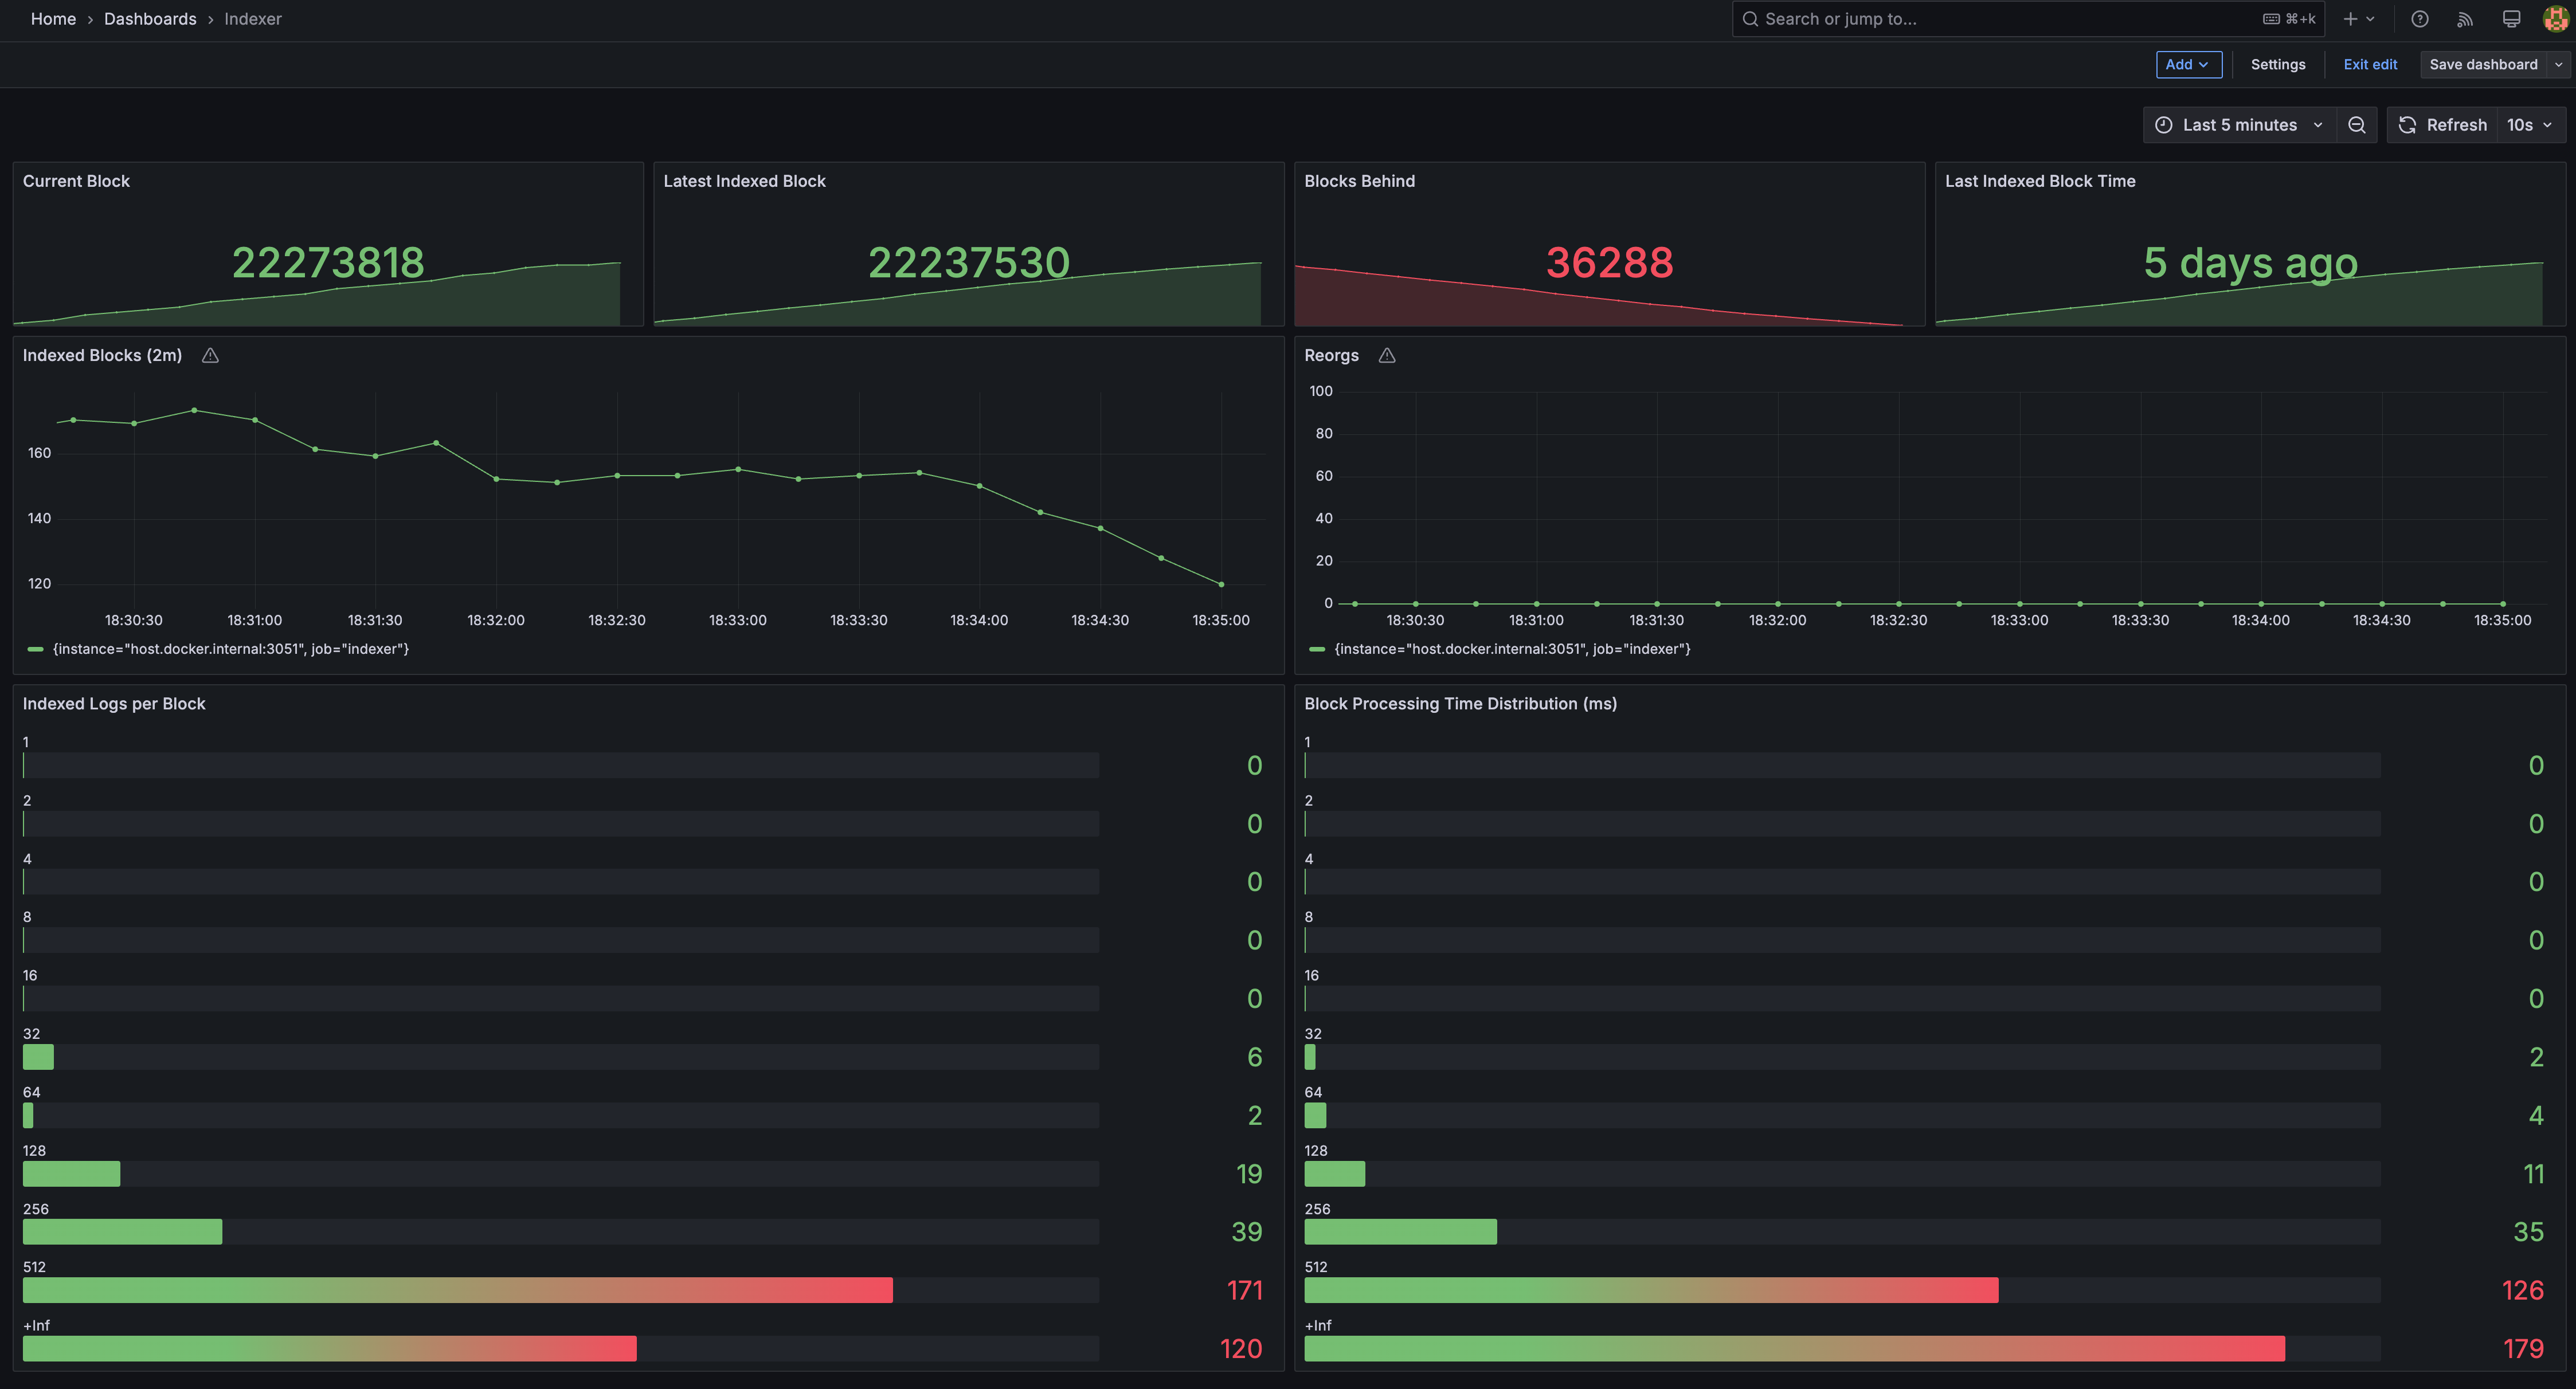 Home › Dashboards › Indexer
Search or jump to...
⌘+k
Add
Settings
Exit edit
Save dashboard
Last 5 minutes
Refresh
10s
Current Block
22273818
Latest Indexed Block
22237530
Blocks Behind
36288
Last Indexed Block Time
5 days ago
Indexed Blocks (2m)
160
140
120
18:30:30 18:31:00 18:31:30 18:32:00 18:32:30 18:33:00 18:33:30 18:34:00 18:34:30 18:35:00
{instance="host.docker.internal:3051", job="indexer"}
Reorgs
100
80
60
40
20
0
18:30:30 18:31:00 18:31:30 18:32:00 18:32:30 18:33:00 18:33:30 18:34:00 18:34:30 18:35:00
{instance="host.docker.internal:3051", job="indexer"}
Indexed Logs per Block
1
0
2
0
4
0
8
0
16
0
32
6
64
2
128
19
256
39
512
171
+Inf
120
Block Processing Time Distribution (ms)
1
0
2
0
4
0
8
0
16
0
32
2
64
4
128
11
256
35
512
126
+Inf
179